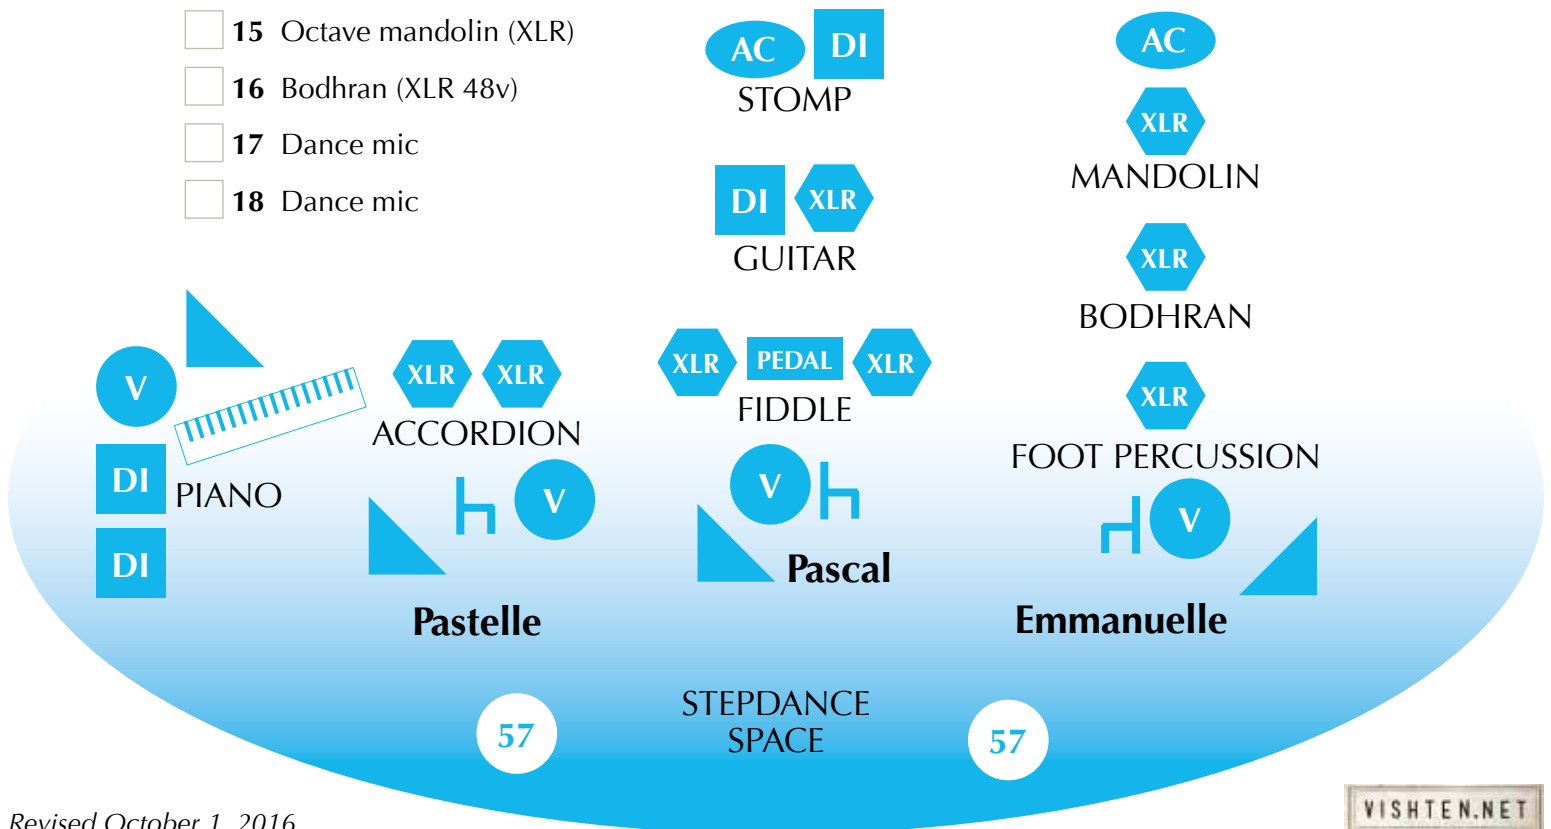 15 Octave mandolin (XLR)
16 Bodhran (XLR 48v)
17 Dance mic
18 Dance mic
AC DI
STOMP
AC
XLR
MANDOLIN
DI XLR
GUITAR
XLR
BODHRAN
V
DI
PIANO
DI
XLR XLR
ACCORDION
V
Pastelle
XLR PEDAL XLR
FIDDLE
V
Pascal
XLR
FOOT PERCUSSION
V
Emmanuelle
57
STEPDANCE
SPACE
57
Revised October 1, 2016
VISHTEN.NET